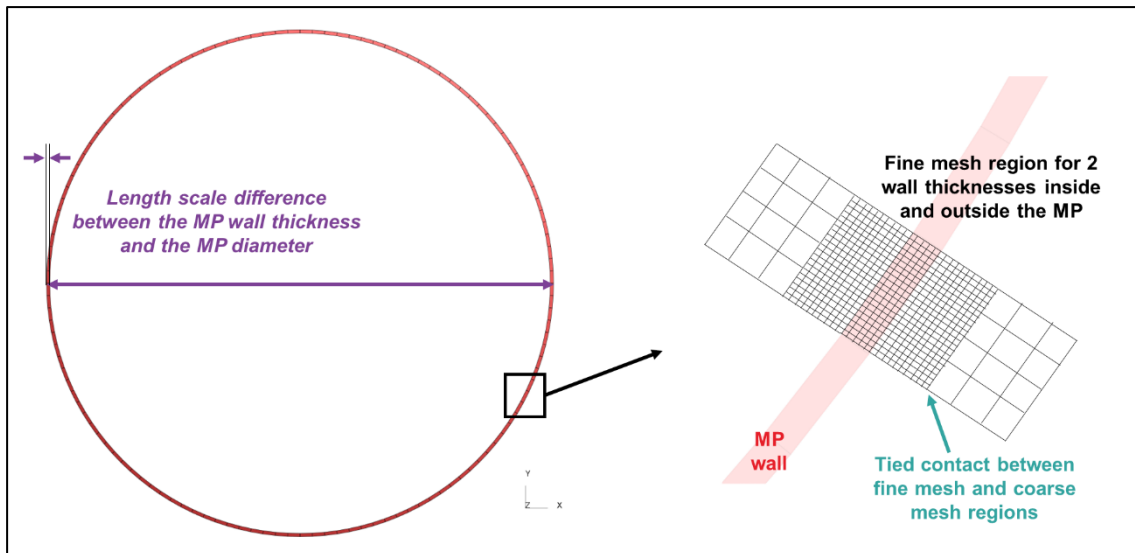 Length scale difference
between the MP wall thickness
and the MP diameter
Fine mesh region for 2
wall thicknesses inside
and outside the MP
MP
wall
Tied contact between
fine mesh and coarse
mesh regions
Y
Z
X